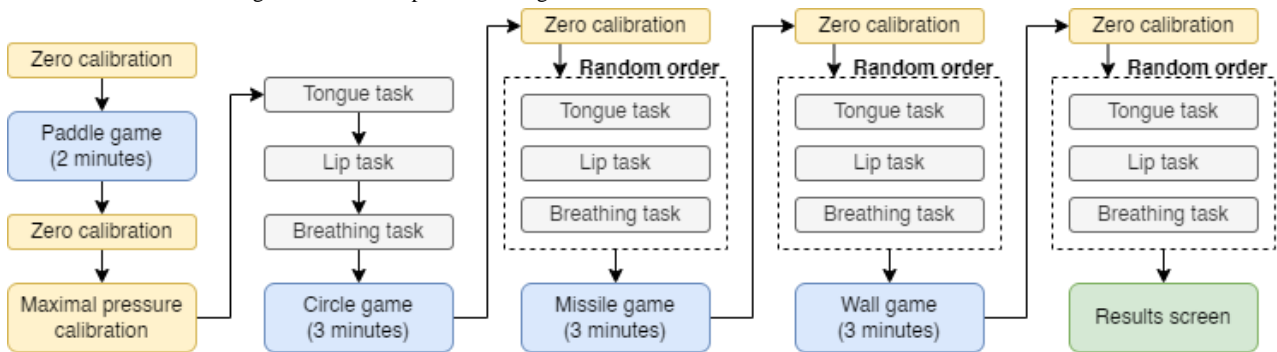 Zero calibration
Paddle game
(2 minutes)
Zero calibration
Maximal pressure
calibration
Tongue task
Lip task
Breathing task
Circle game
(3 minutes)
Zero calibration
Random order
Tongue task
Lip task
Breathing task
Missile game
(3 minutes)
Zero calibration
Random order
Tongue task
Lip task
Breathing task
Wall game
(3 minutes)
Zero calibration
Random order
Tongue task
Lip task
Breathing task
Results screen